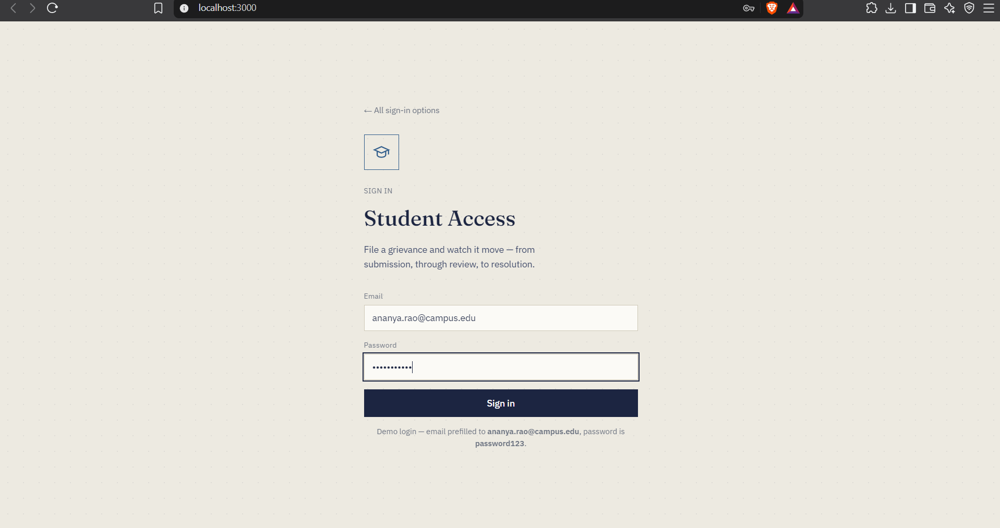 localhost:3000
← All sign-in options
SIGN IN
Student Access
File a grievance and watch it move — from
submission, through review, to resolution.
Email
ananya.rao@campus.edu
Password
•••••••••••
Sign in
Demo login — email prefilled to ananya.rao@campus.edu, password is
password123.